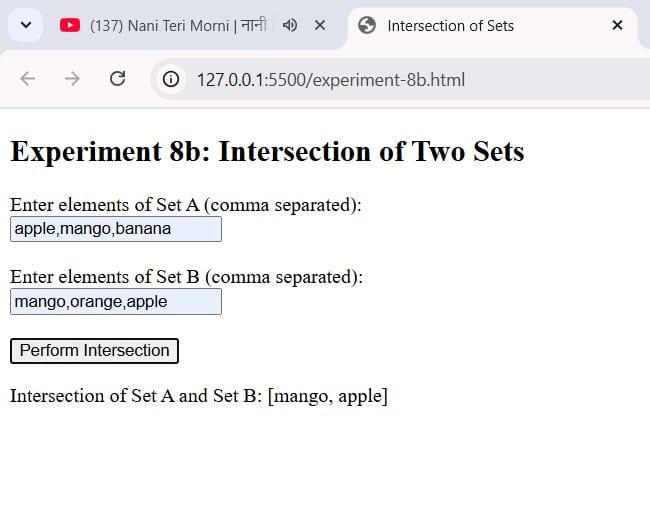 (137) Nani Teri Morni | नानी
Intersection of Sets
127.0.0.1:5500/experiment-8b.html
Experiment 8b: Intersection of Two Sets
Enter elements of Set A (comma separated):
apple,mango,banana
Enter elements of Set B (comma separated):
mango,orange,apple
Perform Intersection
Intersection of Set A and Set B: [mango, apple]